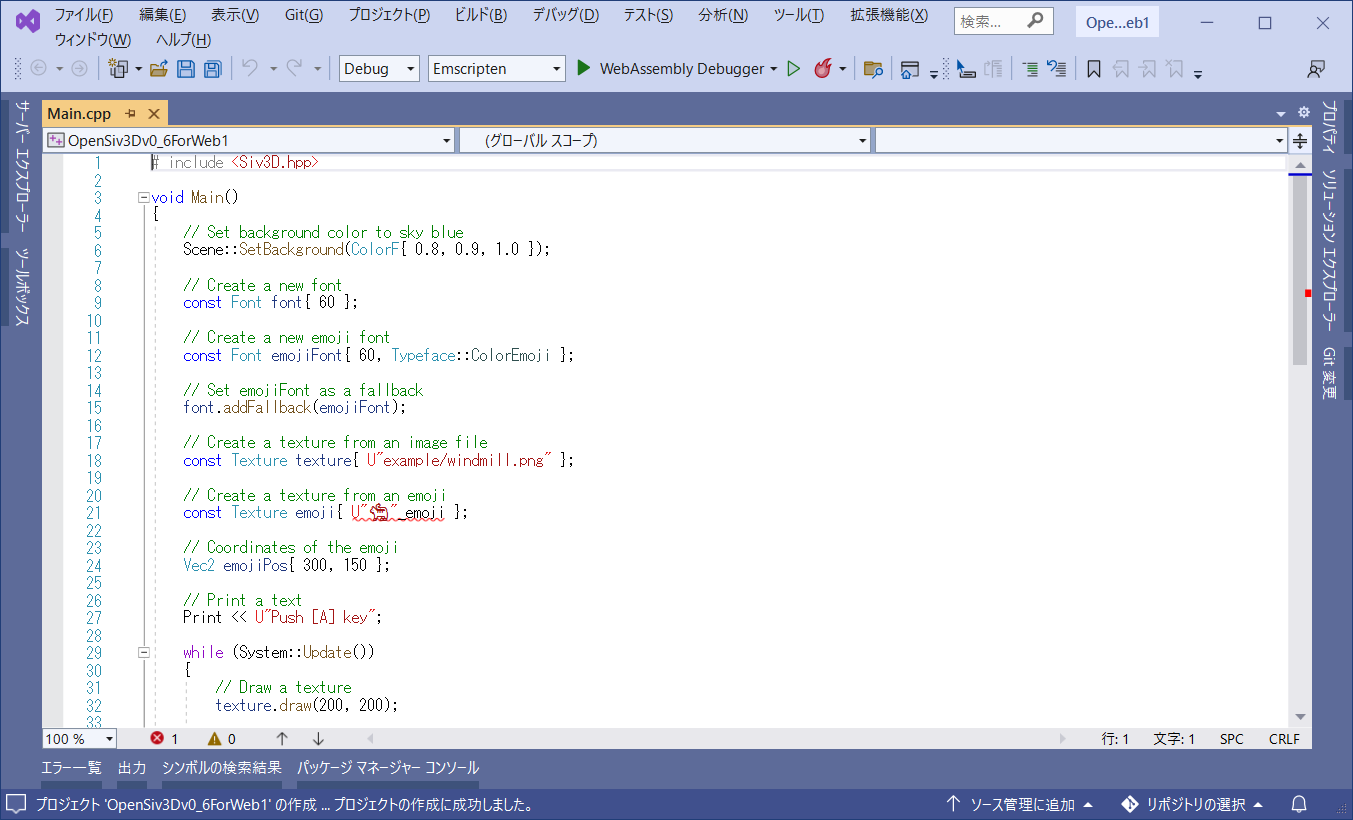 ファイル(F) 編集(E) 表示(V) Git(G) プロジェクト(P) ビルド(B) デバッグ(D) テスト(S) 分析(N) ツール(T) 拡張機能(X) 検索... Ope...eb1
ウィンドウ(W) ヘルプ(H)
Debug Emscripten WebAssembly Debugger
サーバー エクスプローラー
ツールボックス
Main.cpp
OpenSiv3Dv0_6ForWeb1 (グローバル スコープ)
1 # include <Siv3D.hpp>
2
3 void Main()
4 {
5 // Set background color to sky blue
6 Scene::SetBackground(ColorF{ 0.8, 0.9, 1.0 });
7
8 // Create a new font
9 const Font font{ 60 };
10
11 // Create a new emoji font
12 const Font emojiFont{ 60, Typeface::ColorEmoji };
13
14 // Set emojiFont as a fallback
15 font.addFallback(emojiFont);
16
17 // Create a texture from an image file
18 const Texture texture{ U"example/windmill.png" };
19
20 // Create a texture from an emoji
21 const Texture emoji{ U"🐈"_emoji };
22
23 // Coordinates of the emoji
24 Vec2 emojiPos{ 300, 150 };
25
26 // Print a text
27 Print << U"Push [A] key";
28
29 while (System::Update())
30 {
31 // Draw a texture
32 texture.draw(200, 200);
33
プロパティ
ソリューション エクスプローラー
Git 変更
100 % 1 0 行: 1 文字: 1 SPC CRLF
エラー一覧 出力 シンボルの検索結果 パッケージ マネージャー コンソール
プロジェクト 'OpenSiv3Dv0_6ForWeb1' の作成 ... プロジェクトの作成に成功しました。 ソース管理に追加 リポジトリの選択